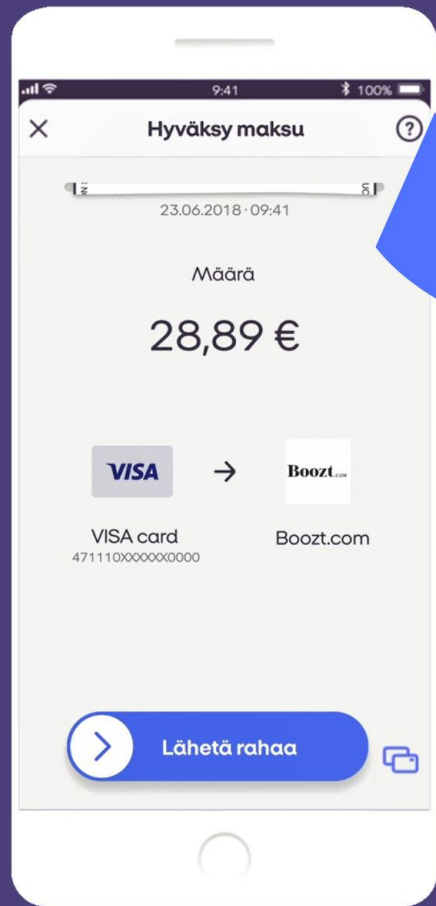 9:41
100%
Hyväksy maksu
?
23.06.2018 · 09:41
Määrä
28,89 €
VISA
Boozt.com
VISA card
Boozt.com
471110XXXXXX0000
Lähetä rahaa